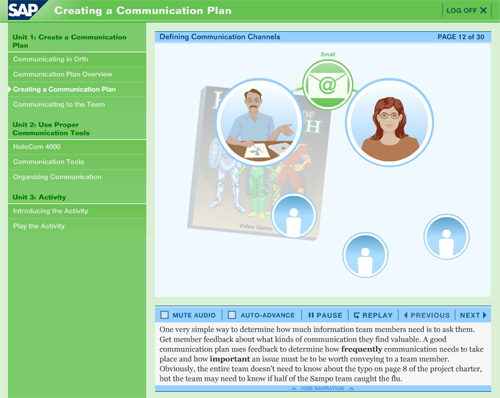 SAP
Creating a Communication Plan
LOG OFF X
Unit 1: Create a Communication
Plan
Communicating in Orth
Communication Plan Overview
Creating a Communication Plan
Communicating to the Team
Unit 2: Use Proper
Communication Tools
HoloCom 4000
Communication Tools
Organizing Communication
Unit 3: Activity
Introducing the Activity
Play the Activity
Defining Communication Channels
PAGE 12 of 30
Email
@
OF
Video Game
MUTE AUDIO
AUTO-ADVANCE
PAUSE
REPLAY
PREVIOUS
NEXT
One very simple way to determine how much information team members need is to ask them.
Get member feedback about what kinds of communication they find valuable. A good
communication plan uses feedback to determine how frequently communication needs to take
place and how important an issue must be to be worth conveying to a team member.
Obviously, the entire team doesn't need to know about the typo on page 8 of the project charter,
but the team may need to know if half of the Sampo team caught the flu.
HIDE NARRATION